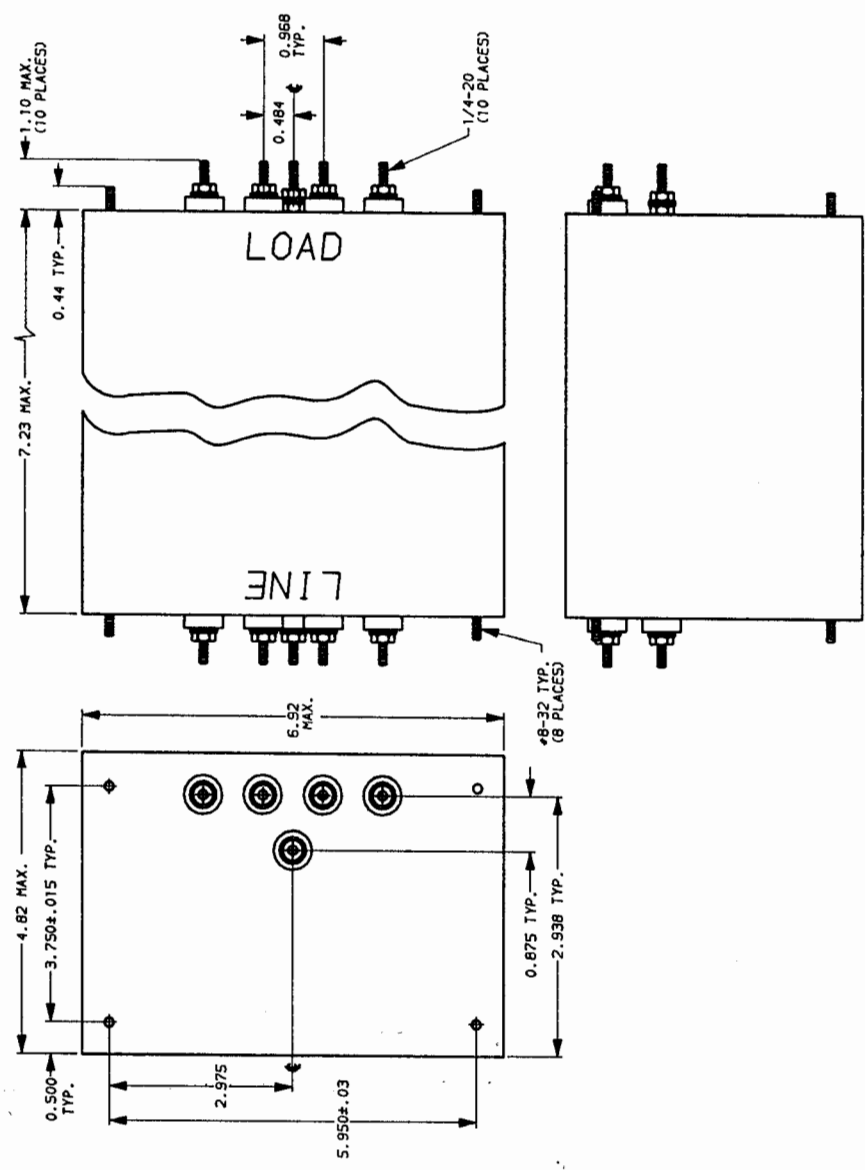 1.10 MAX.
(10 PLACES)
0.968
TYP.
0.484
℄
1/4-20
(10 PLACES)
0.44 TYP.
7.23 MAX.
LOAD
LINE
#8-32 TYP.
(8 PLACES)
6.92
MAX.
4.82 MAX.
3.750±.015 TYP.
0.500
TYP.
2.975
5.950±.03
℄
0.875 TYP.
2.938 TYP.